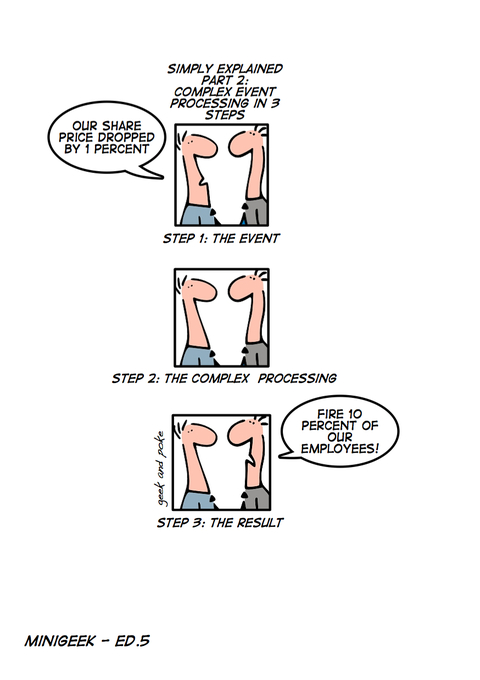 SIMPLY EXPLAINED
PART 2:
COMPLEX EVENT
PROCESSING IN 3
STEPS
OUR SHARE
PRICE DROPPED
BY 1 PERCENT
STEP 1: THE EVENT
STEP 2: THE COMPLEX PROCESSING
FIRE 10
PERCENT OF
OUR
EMPLOYEES!
geek and poke
STEP 3: THE RESULT
MINIGEEK - ED.5